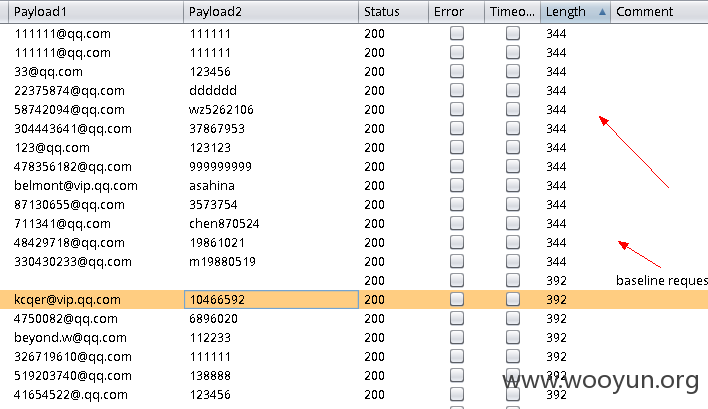 Payload1 Payload2 Status Error Timeo... Length Comment
111111@qq.com 111111 200 344
111111@qq.com 111111 200 344
33@qq.com 123456 200 344
22375874@qq.com dddddd 200 344
58742094@qq.com wz5262106 200 344
304443641@qq.com 37867953 200 344
123@qq.com 123123 200 344
478356182@qq.com 999999999 200 344
belmont@vip.qq.com asahina 200 344
87130655@qq.com 3573754 200 344
711341@qq.com chen870524 200 344
48429718@qq.com 19861021 200 344
330430233@qq.com m19880519 200 344
200 392 baseline reques
kcqer@vip.qq.com 10466592 200 392
4750082@qq.com 6896020 200 392
beyond.w@qq.com 112233 200 392
326719610@qq.com 111111 200 392
519203740@qq.com 138888 200 392
41654522@qq.com 123456 200 392
www.wooyun.org